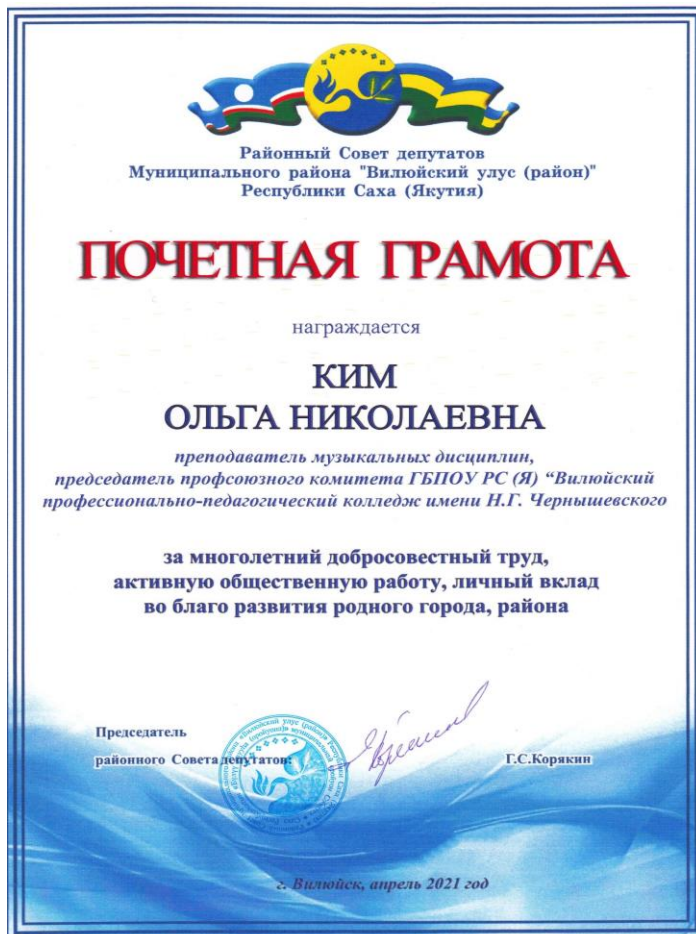 Районный Совет депутатов
Муниципального района "Вилюйский улус (район)"
Республики Саха (Якутия)
ПОЧЕТНАЯ ГРАМОТА
награждается
КИМ
ОЛЬГА НИКОЛАЕВНА
преподаватель музыкальных дисциплин,
председатель профсоюзного комитета ГБПОУ РС (Я) “Вилюйский
профессионально-педагогический колледж имени Н.Г. Чернышевского
за многолетний добросовестный труд,
активную общественную работу, личный вклад
во благо развития родного города, района
Председатель
районного Совета депутатов:
Г.С.Корякин
г. Вилюйск, апрель 2021 год